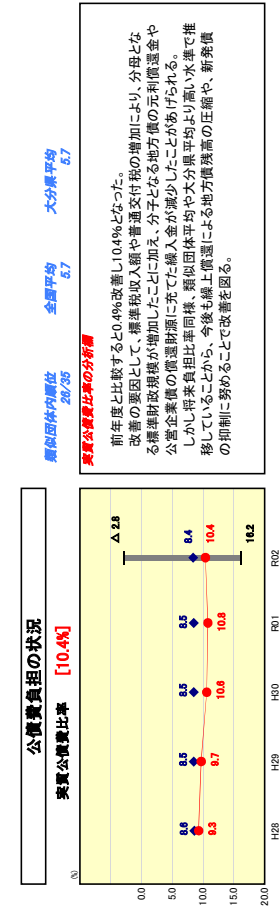 公債費負担の状況
実質公債費比率 [10.4%]
(%)
0.0
5.0
10.0
15.0
20.0
8.6
8.5
8.5
8.5
8.4
9.3
9.7
10.6
10.8
10.4
△ 2.8
16.2
H28
H29
H30
R01
R02
類似団体内順位
26/35
全国平均
5.7
大分県平均
5.7
実質公債費比率の分析欄
前年度と比較すると0.4%改善し10.4%となった。
改善の要因として、標準税収入額や普通交付税の増加により、分母とな
る標準財政規模が増加したことに加え、分子となる地方債の元利償還金や
公営企業債の償還財源に充てた繰入金が減少したことがあげられる。
しかし将来負担比率同様、類似団体平均や大分県平均より高い水準で推
移していることから、今後も繰上償還による地方債残高の圧縮や、新発債
の抑制に努めることで改善を図る。